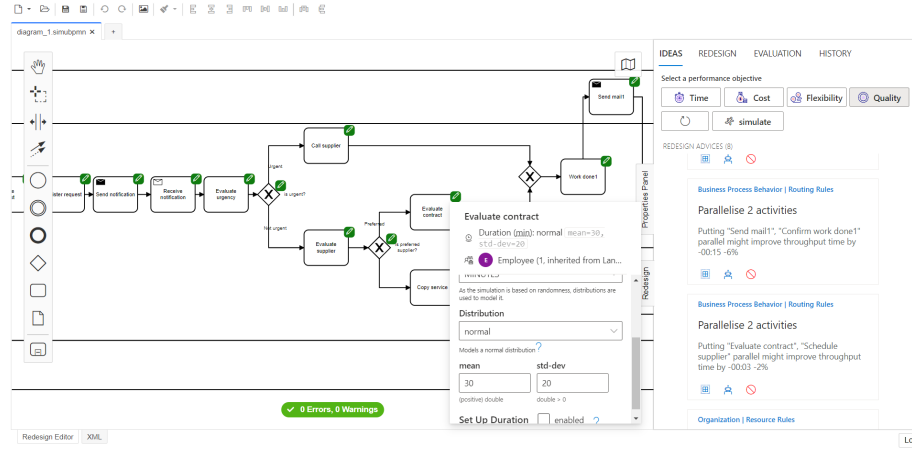 diagram_1.simubpmn ×
+
IDEAS REDESIGN EVALUATION HISTORY
Select a performance objective
Time Cost Flexibility Quality
simulate
REDESIGN ADVICES (8)
Send mail1
Call supplier
Urgent
Send notification
Receive
notification
Evaluate
urgency
Is urgent?
Work done1
Not urgent
Evaluate
supplier
Preferred
Is preferred
supplier?
Evaluate
contract
Copy service
Properties Panel
Redesign
Evaluate contract
Duration (min): normal mean=30,
std-dev=20
E Employee (1, inherited from Lan...
MINUTES
As the simulation is based on randomness, distributions are
used to model it.
Distribution
normal
Models a normal distribution ?
mean std-dev
30 20
(positive) double double > 0
Set Up Duration enabled ?
Business Process Behavior | Routing Rules
Parallelise 2 activities
Putting "Send mail1", "Confirm work done1"
parallel might improve throughput time by
-00:15 -6%
Business Process Behavior | Routing Rules
Parallelise 2 activities
Putting "Evaluate contract", "Schedule
supplier" parallel might improve throughput
time by -00:03 -2%
Organization | Resource Rules
0 Errors, 0 Warnings
Redesign Editor XML